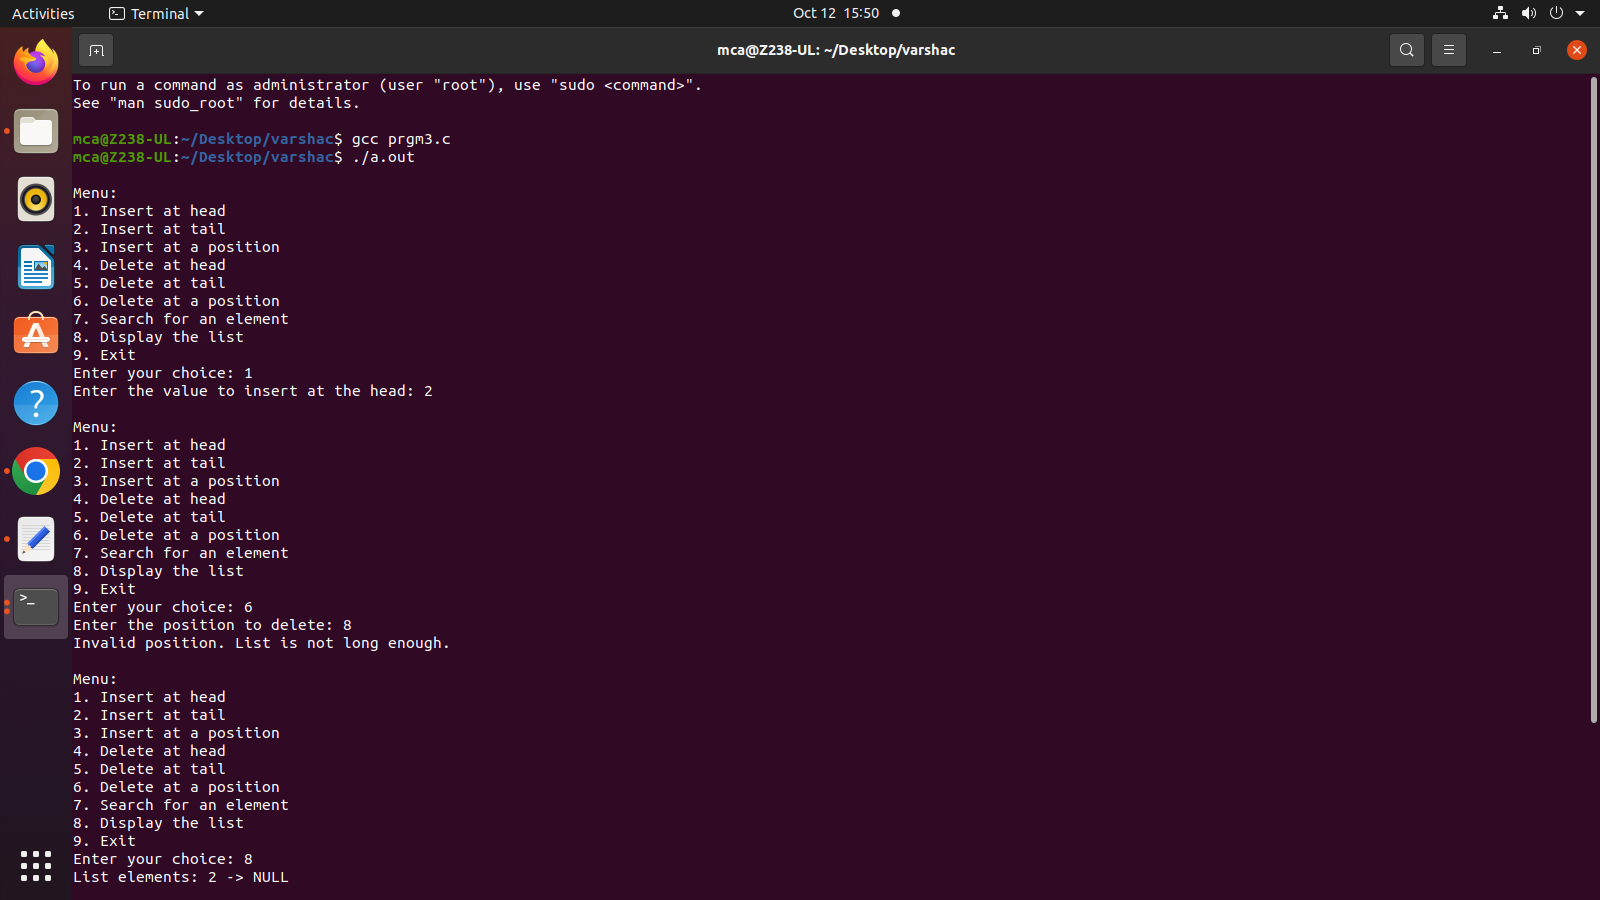 Activities
Terminal
Oct 12 15:50
mca@Z238-UL: ~/Desktop/varshac
To run a command as administrator (user "root"), use "sudo <command>".
See "man sudo_root" for details.
mca@Z238-UL:~/Desktop/varshac$ gcc prgm3.c
mca@Z238-UL:~/Desktop/varshac$ ./a.out
Menu:
1. Insert at head
2. Insert at tail
3. Insert at a position
4. Delete at head
5. Delete at tail
6. Delete at a position
7. Search for an element
8. Display the list
9. Exit
Enter your choice: 1
Enter the value to insert at the head: 2
Menu:
1. Insert at head
2. Insert at tail
3. Insert at a position
4. Delete at head
5. Delete at tail
6. Delete at a position
7. Search for an element
8. Display the list
9. Exit
Enter your choice: 6
Enter the position to delete: 8
Invalid position. List is not long enough.
Menu:
1. Insert at head
2. Insert at tail
3. Insert at a position
4. Delete at head
5. Delete at tail
6. Delete at a position
7. Search for an element
8. Display the list
9. Exit
Enter your choice: 8
List elements: 2 -> NULL